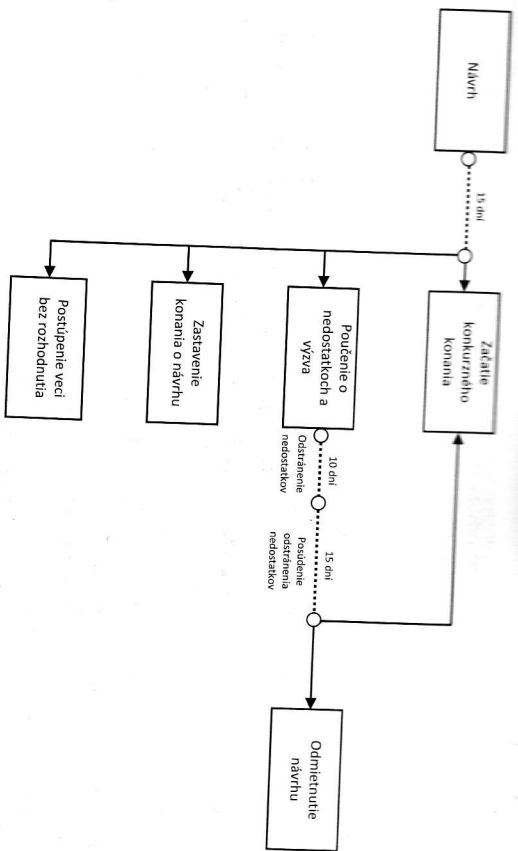 Návrh
15 dní
Začatie
konkurzného
konania
Poučenie o
nedostatkoch a
výzva
10 dní
Odstránenie
nedostatkov
15 dní
Posúdenie
odstránenia
nedostatkov
Odmietnutie
návrhu
Zastavenie
konania o návrhu
Postúpenie veci
bez rozhodnutia